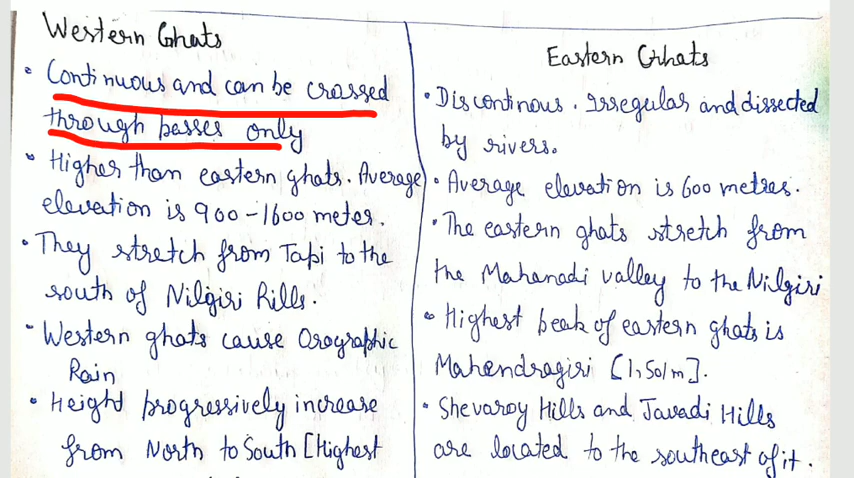 Western Ghats
• Continuous and can be crossed
through passes only
• Higher than eastern ghats. Average
elevation is 900-1600 meter.
• They stretch from Tapi to the
south of Nilgiri Hills.
- Western ghats cause Orographic
Rain
• Height progressively increase
from North to South [Highest
Eastern Ghats
• Discontinous. Irregular and dissected
by rivers.
• Average elevation is 600 metres.
• The eastern ghats stretch from
the Mahanadi valley to the Nilgiri
• Highest peak of eastern ghats is
Mahendragiri [1,501m].
• Shevaroy Hills and Javadi Hills
are located to the southeast of it.